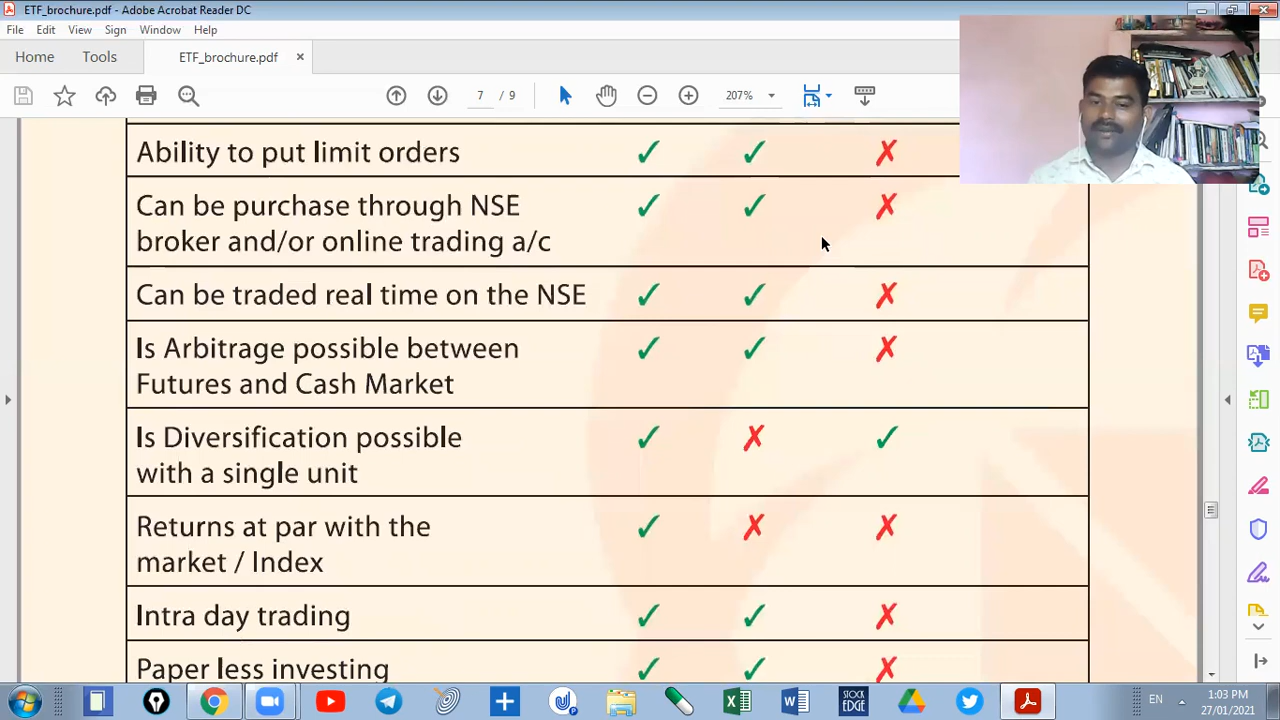 ETF_brochure.pdf - Adobe Acrobat Reader DC
File Edit View Sign Window Help
Home Tools ETF_brochure.pdf ×
7 / 9 207%
Ability to put limit orders ✓ ✓ ✗
Can be purchase through NSE ✓ ✓ ✗
broker and/or online trading a/c
Can be traded real time on the NSE ✓ ✓ ✗
Is Arbitrage possible between ✓ ✓ ✗
Futures and Cash Market
Is Diversification possible ✓ ✗ ✓
with a single unit
Returns at par with the ✓ ✗ ✗
market / Index
Intra day trading ✓ ✓ ✗
Paper less investing ✓ ✓ ✗
STOCK
EDGE
EN
1:03 PM
27/01/2021